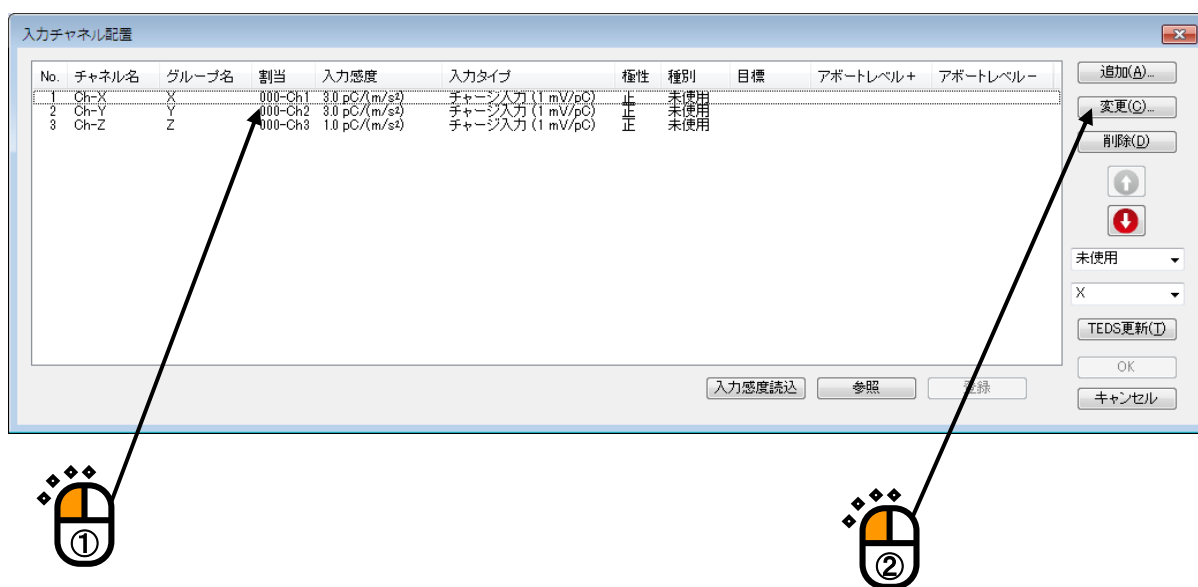 入力チャネル配置
No. チャネル名 グループ名 割当 入力感度 入力タイプ 極性 種別 目標 アボートレベル+ アボートレベル-
1 Ch-X X 000-Ch1 3.0 pC/(m/s²) チャージ入力 (1 mV/pC) 正 未使用
2 Ch-Y Y 000-Ch2 3.0 pC/(m/s²) チャージ入力 (1 mV/pC) 正 未使用
3 Ch-Z Z 000-Ch3 1.0 pC/(m/s²) チャージ入力 (1 mV/pC) 正 未使用
追加(A)...
変更(C)...
削除(D)
未使用
X
TEDS更新(T)
OK
キャンセル
入力感度読込 参照 登録
①
②